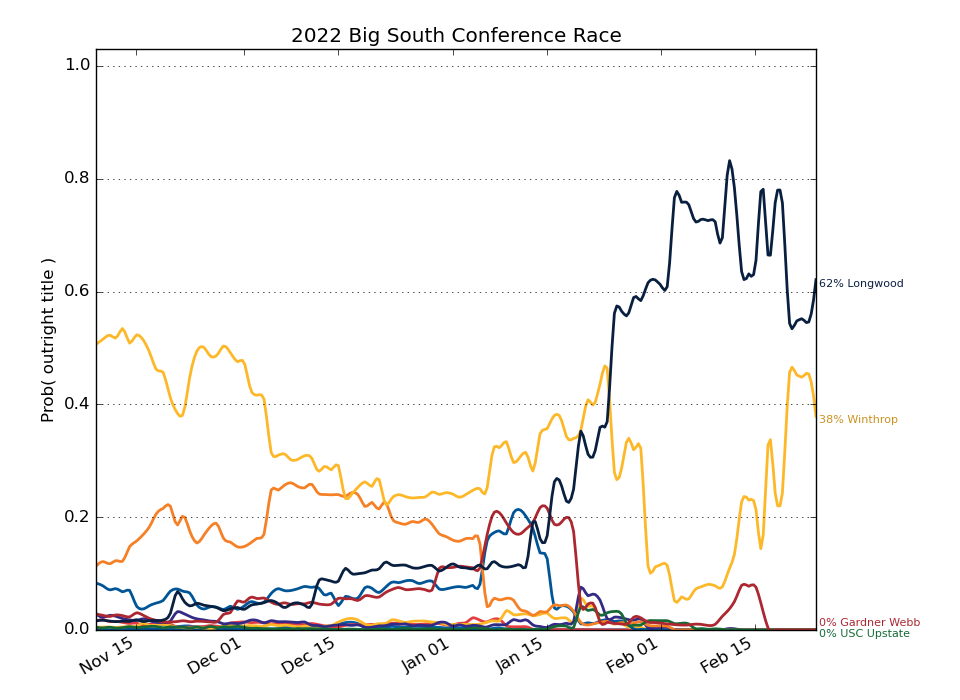 2022 Big South Conference Race
Prob( outright title )
1.0
0.8
0.6
0.4
0.2
0.0
62% Longwood
38% Winthrop
0% Gardner Webb
0% USC Upstate
Nov 15
Dec 01
Dec 15
Jan 01
Jan 15
Feb 01
Feb 15